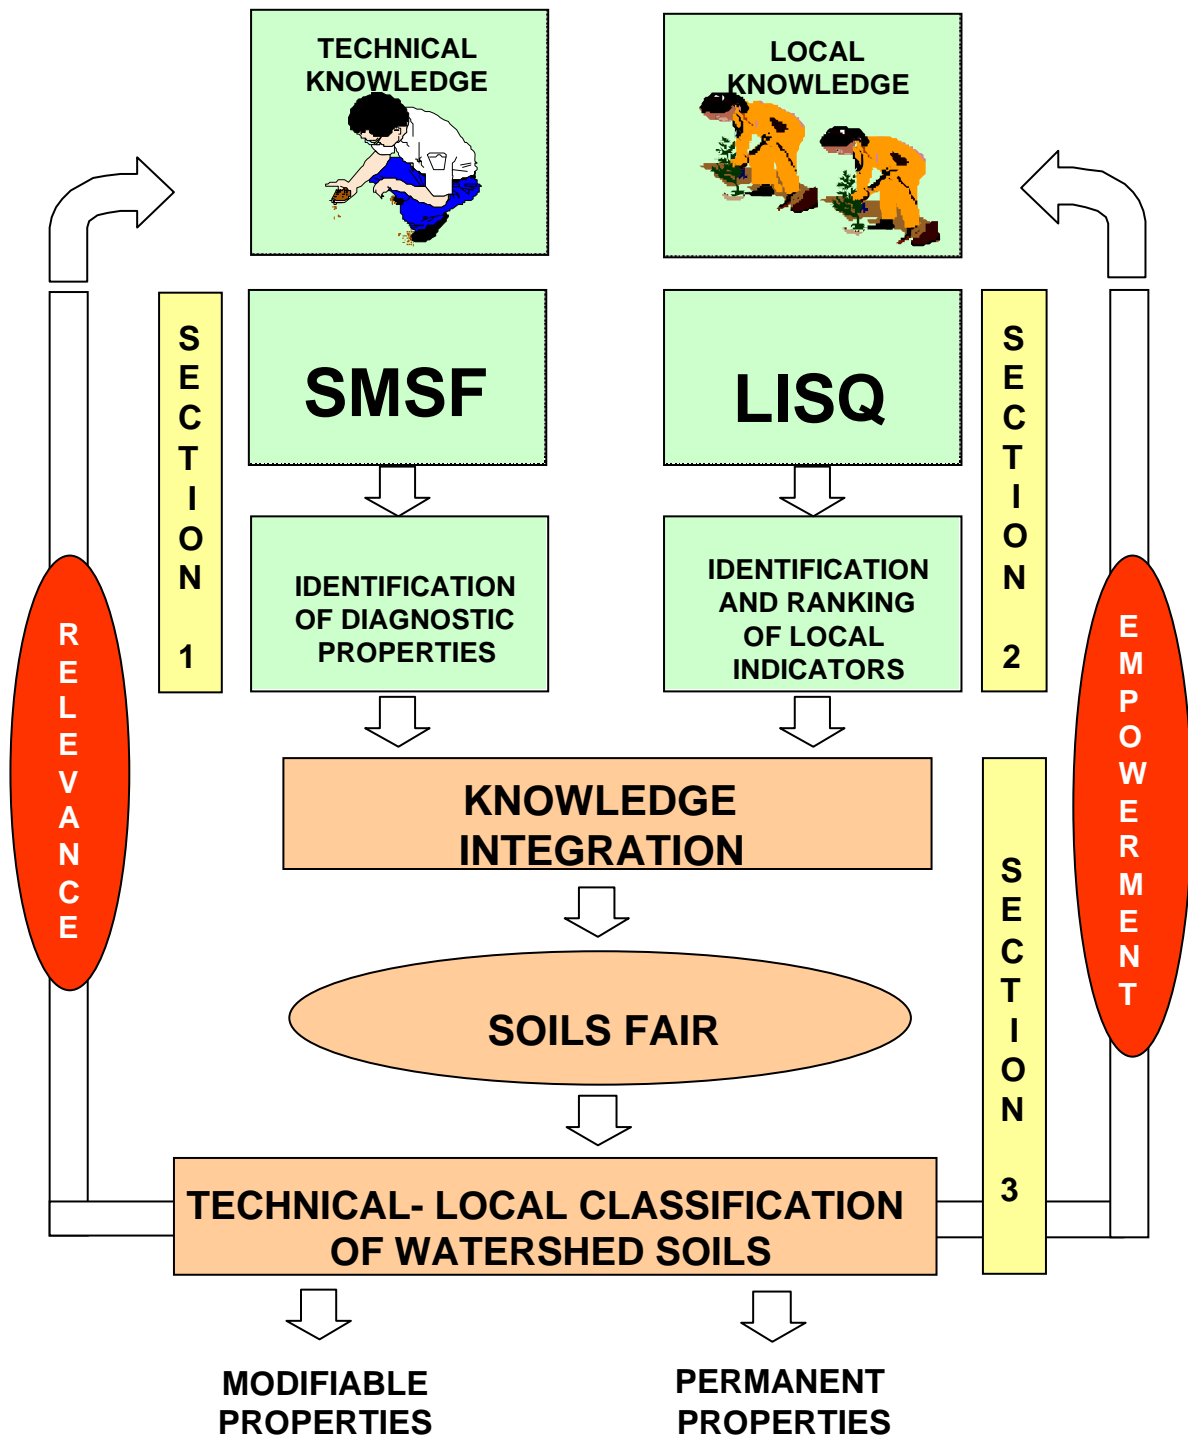 TECHNICAL
KNOWLEDGE
LOCAL
KNOWLEDGE
SECTION 1
SMSF
LISQ
SECTION 2
IDENTIFICATION
OF DIAGNOSTIC
PROPERTIES
IDENTIFICATION
AND RANKING
OF LOCAL
INDICATORS
RELEVANCE
EMPOWERMENT
KNOWLEDGE
INTEGRATION
SECTION 3
SOILS FAIR
TECHNICAL- LOCAL CLASSIFICATION
OF WATERSHED SOILS
MODIFIABLE
PROPERTIES
PERMANENT
PROPERTIES